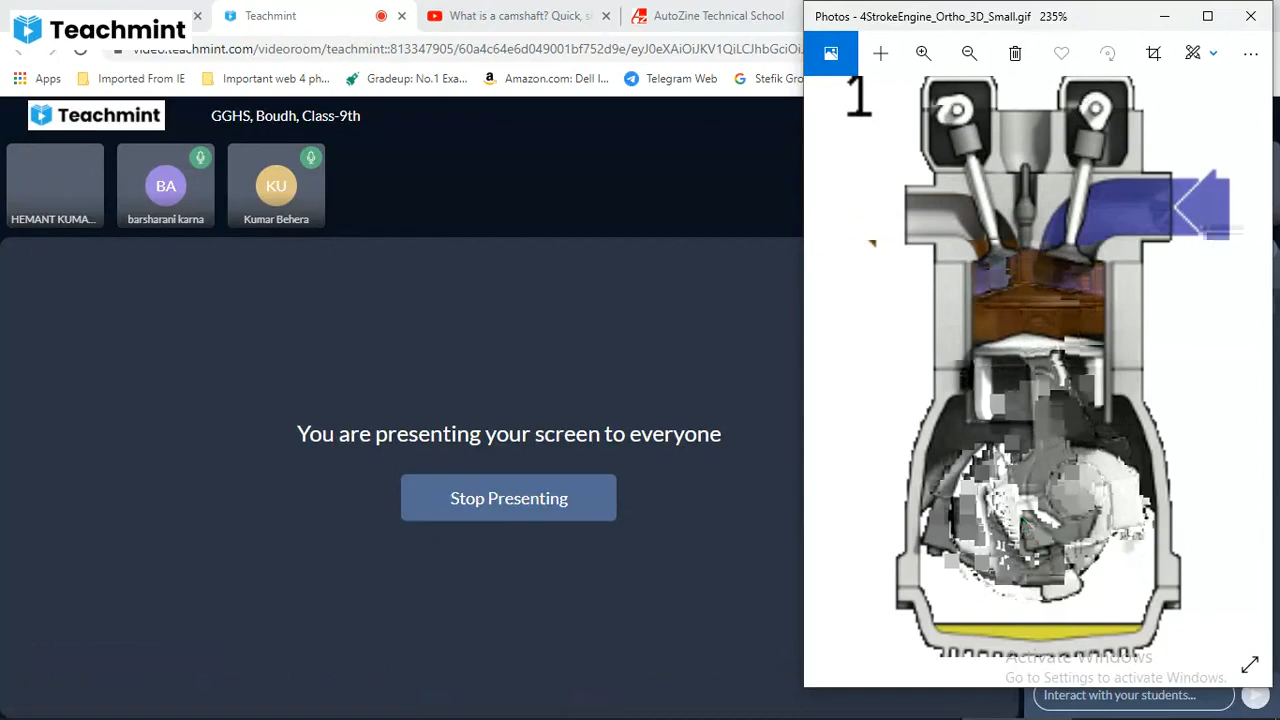 Teachmint
Teachmint
What is a camshaft? Quick, s
AutoZine Technical School
Photos - 4StrokeEngine_Ortho_3D_Small.gif 235%
video.teachmint.com/videoroom/teachmint::813347905/60a4c64e6d049001bf752d9e/eyJ0eXAiOiJKV1QiLCJhbGciOi
Apps
Imported From IE
Important web 4 ph...
Gradeup: No.1 Ex...
Amazon.com: Dell I...
Telegram Web
Stefik Gro
Teachmint
GGHS, Boudh, Class-9th
1
BA
KU
HEMANT KUMA...
barsharani karna
Kumar Behera
You are presenting your screen to everyone
Stop Presenting
Activate Windows
Go to Settings to activate Windows.
Interact with your students...